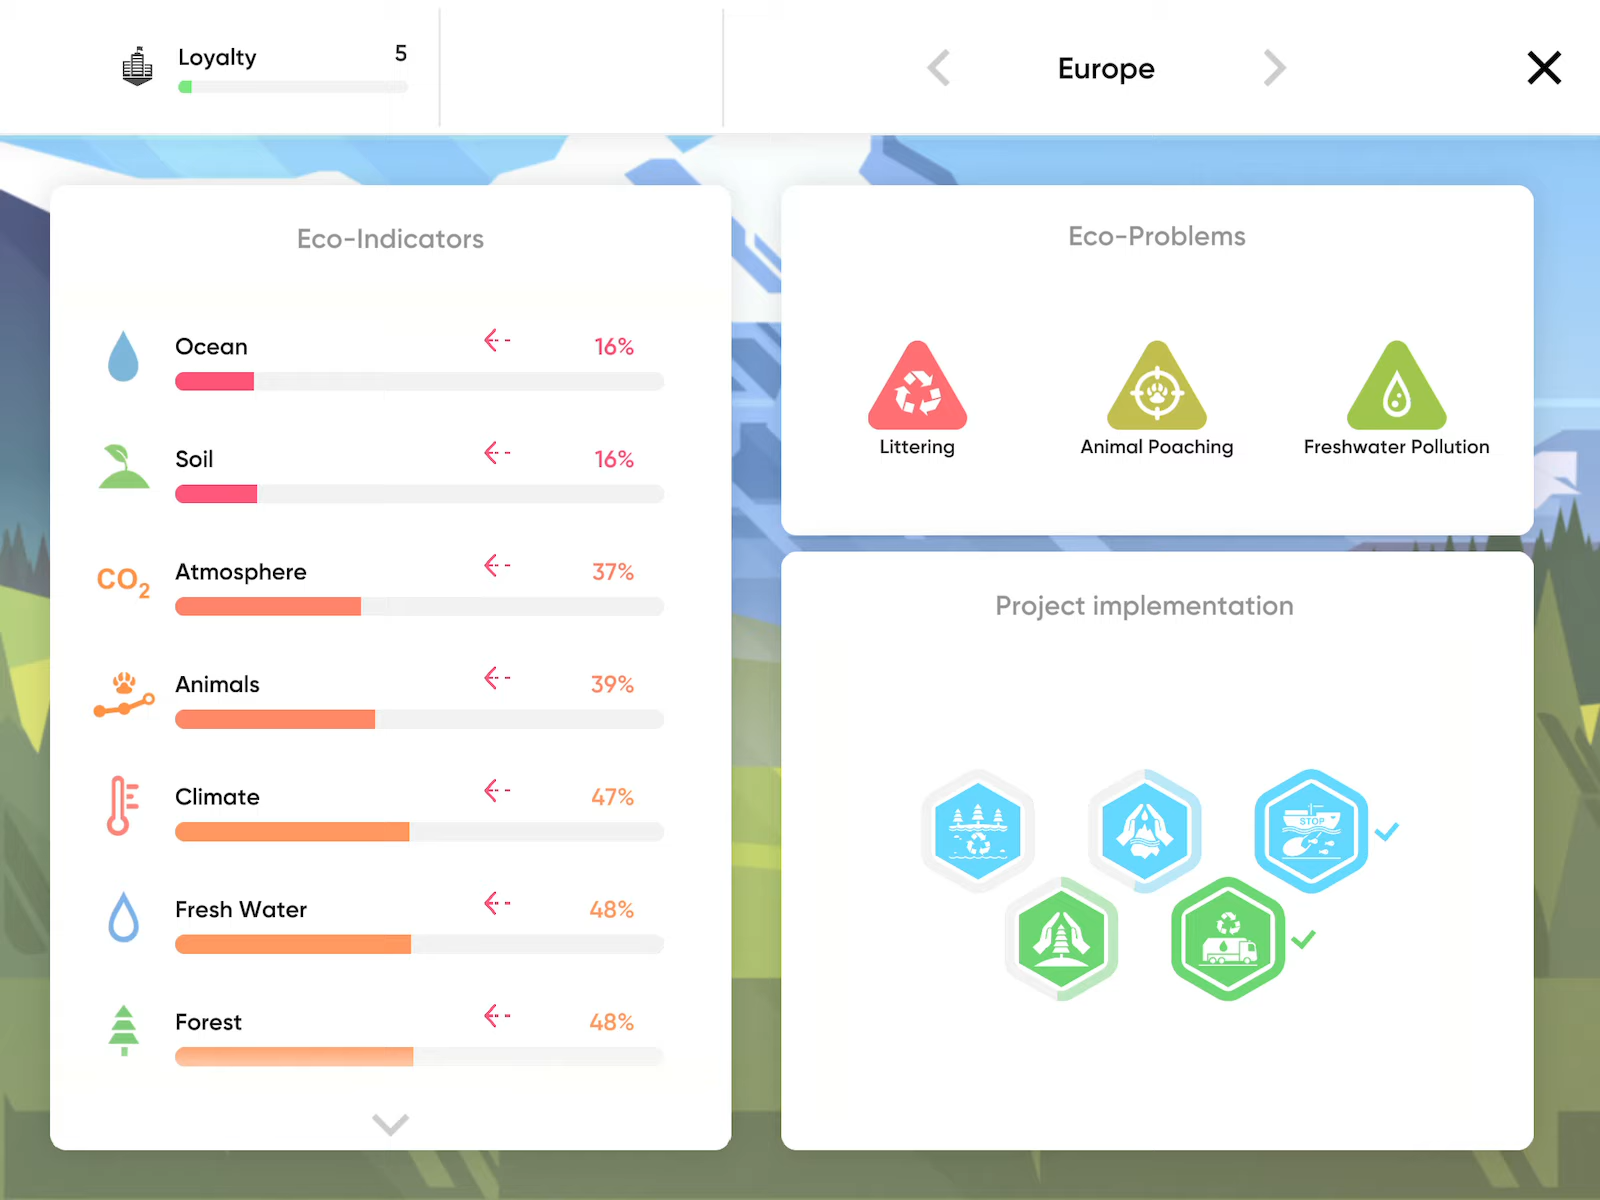 Loyalty 5
Europe
Eco-Indicators
Ocean 16%
Soil 16%
CO2 Atmosphere 37%
Animals 39%
Climate 47%
Fresh Water 48%
Forest 48%
Eco-Problems
Littering
Animal Poaching
Freshwater Pollution
Project implementation
STOP